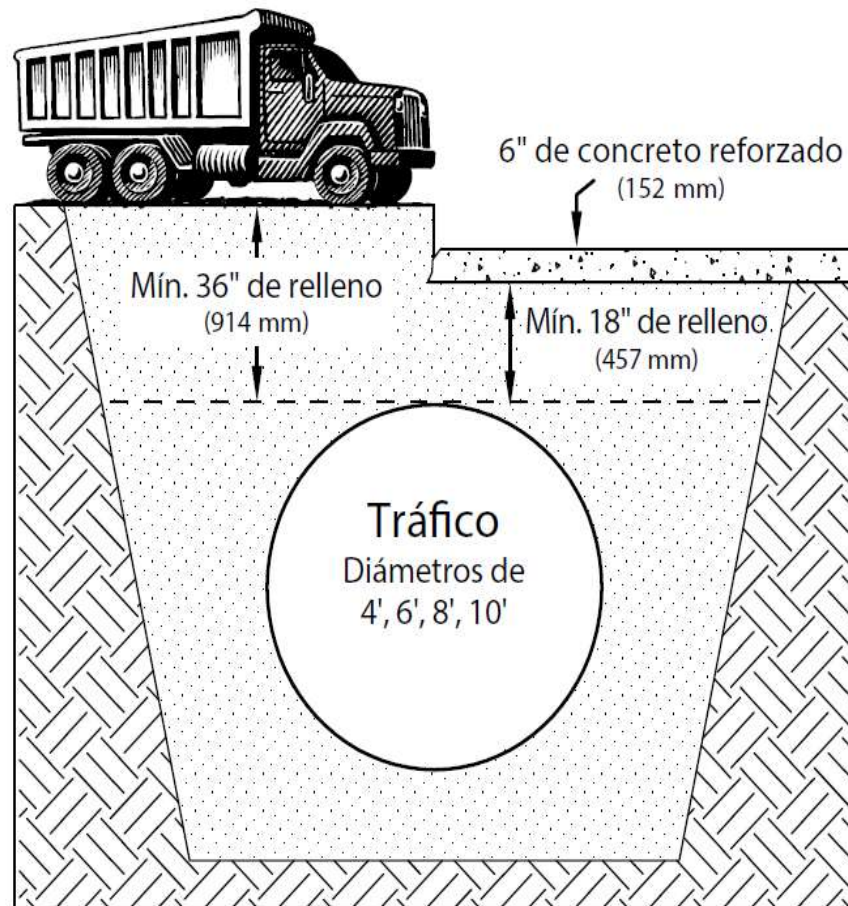 6" de concreto reforzado
(152 mm)
Mín. 36" de relleno
(914 mm)
Mín. 18" de relleno
(457 mm)
Tráfico
Diámetros de
4', 6', 8', 10'